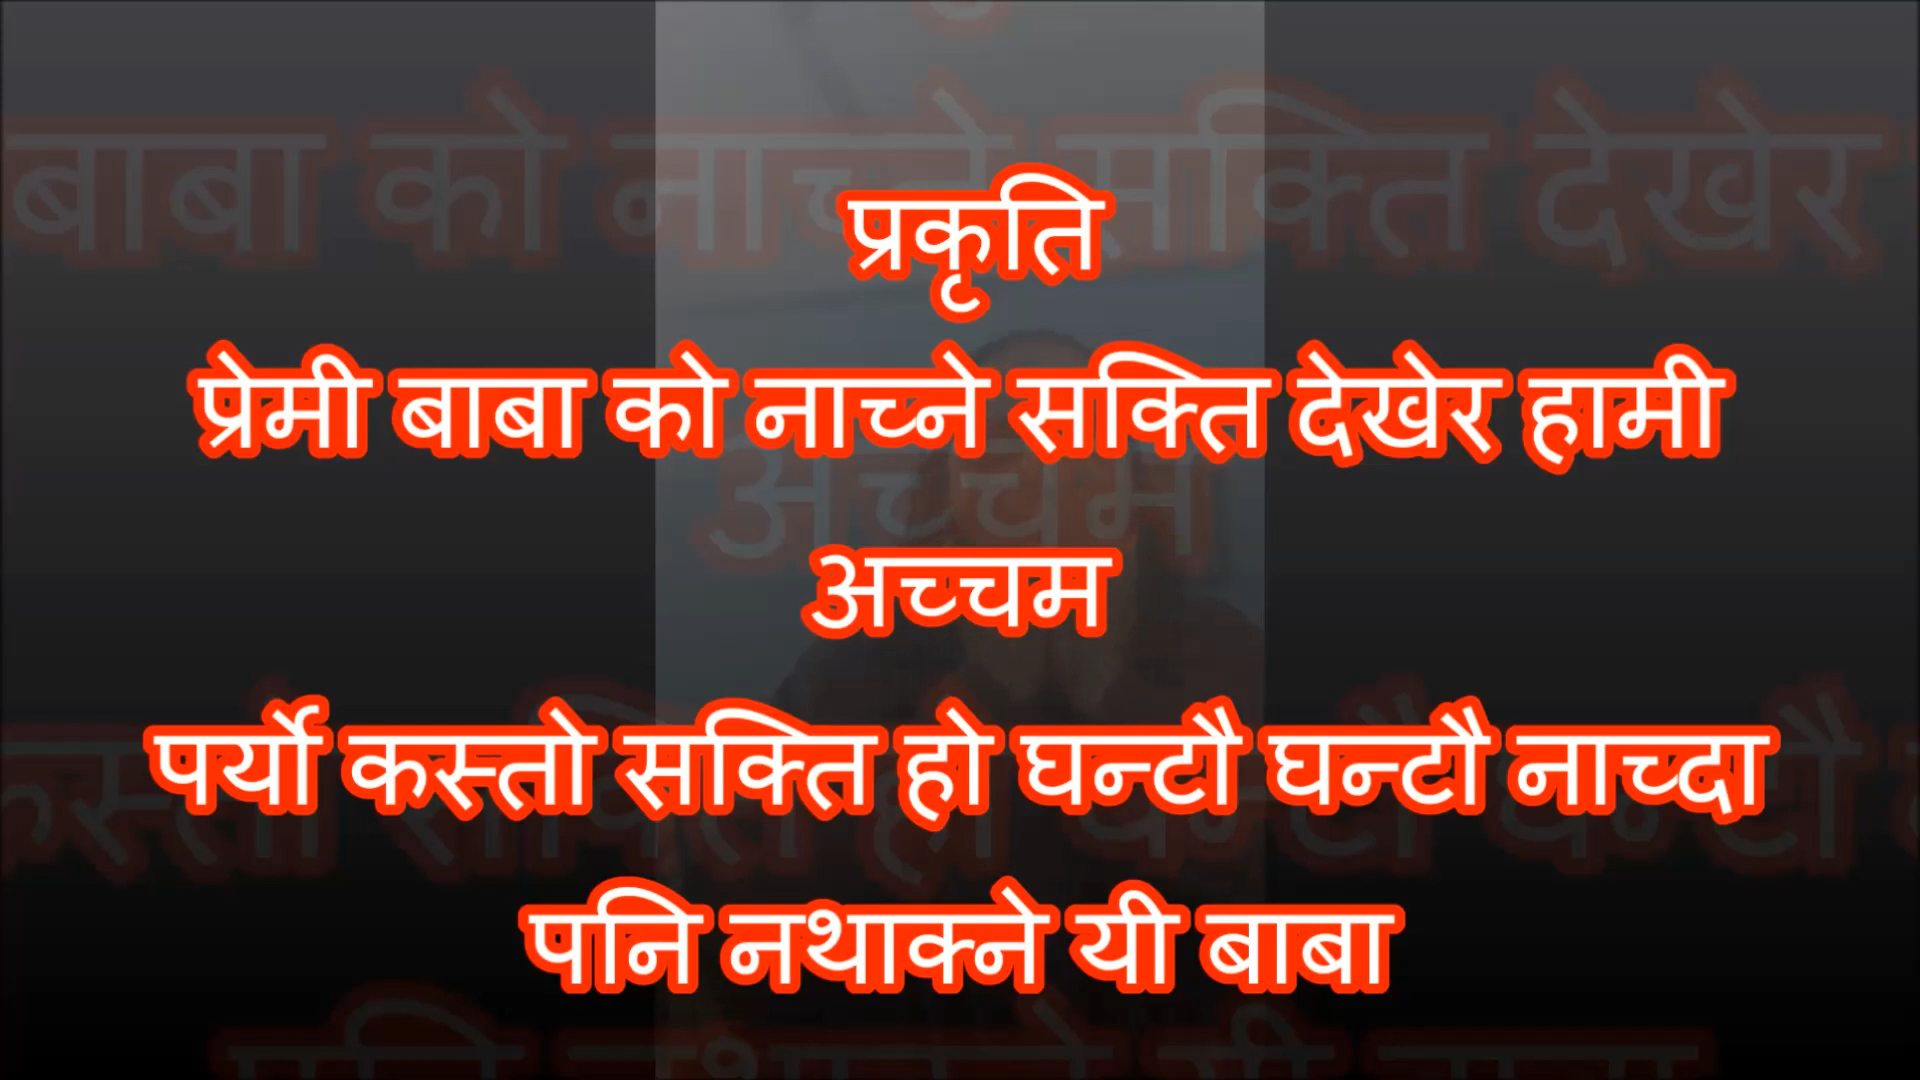 प्रकृति
प्रेमी बाबा को नाच्ने सक्ति देखेर हामी
अच्चम
पर्यो कस्तो सक्ति हो घन्टौ घन्टौ नाच्दा
पनि नथाक्ने यी बाबा